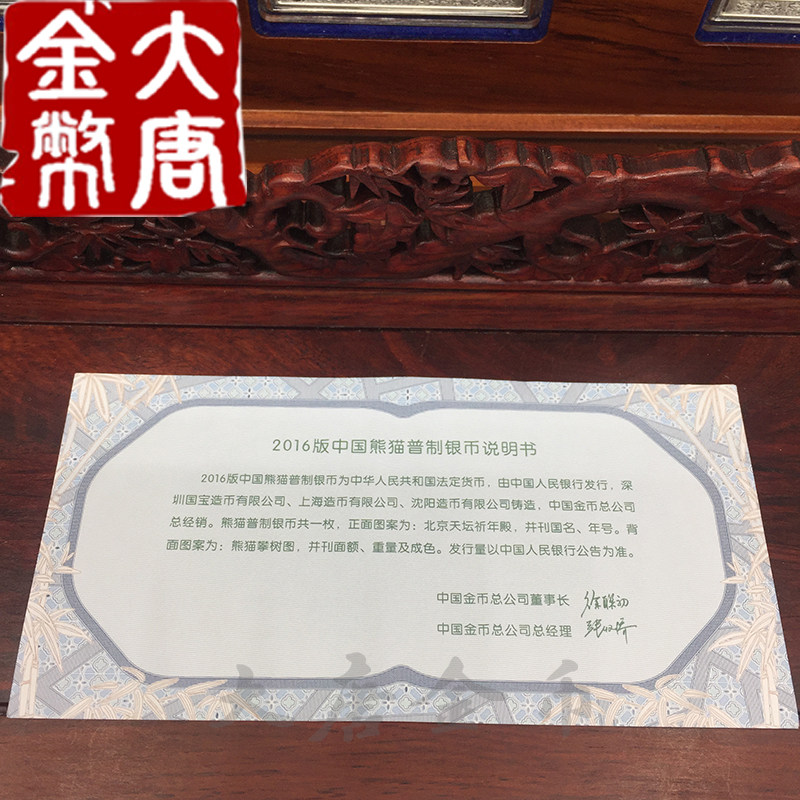 大唐
金幣
2016版中国熊猫普制银币说明书
2016版中国熊猫普制银币为中华人民共和国法定货币，由中国人民银行发行，深
圳国宝造币有限公司、上海造币有限公司、沈阳造币有限公司铸造，中国金币总公司
总经销。熊猫普制银币共一枚，正面图案为：北京天坛祈年殿，并刊国名、年号。背
面图案为：熊猫攀树图，并刊面额、重量及成色。发行量以中国人民银行公告为准。
中国金币总公司董事长
中国金币总公司总经理
大唐金币